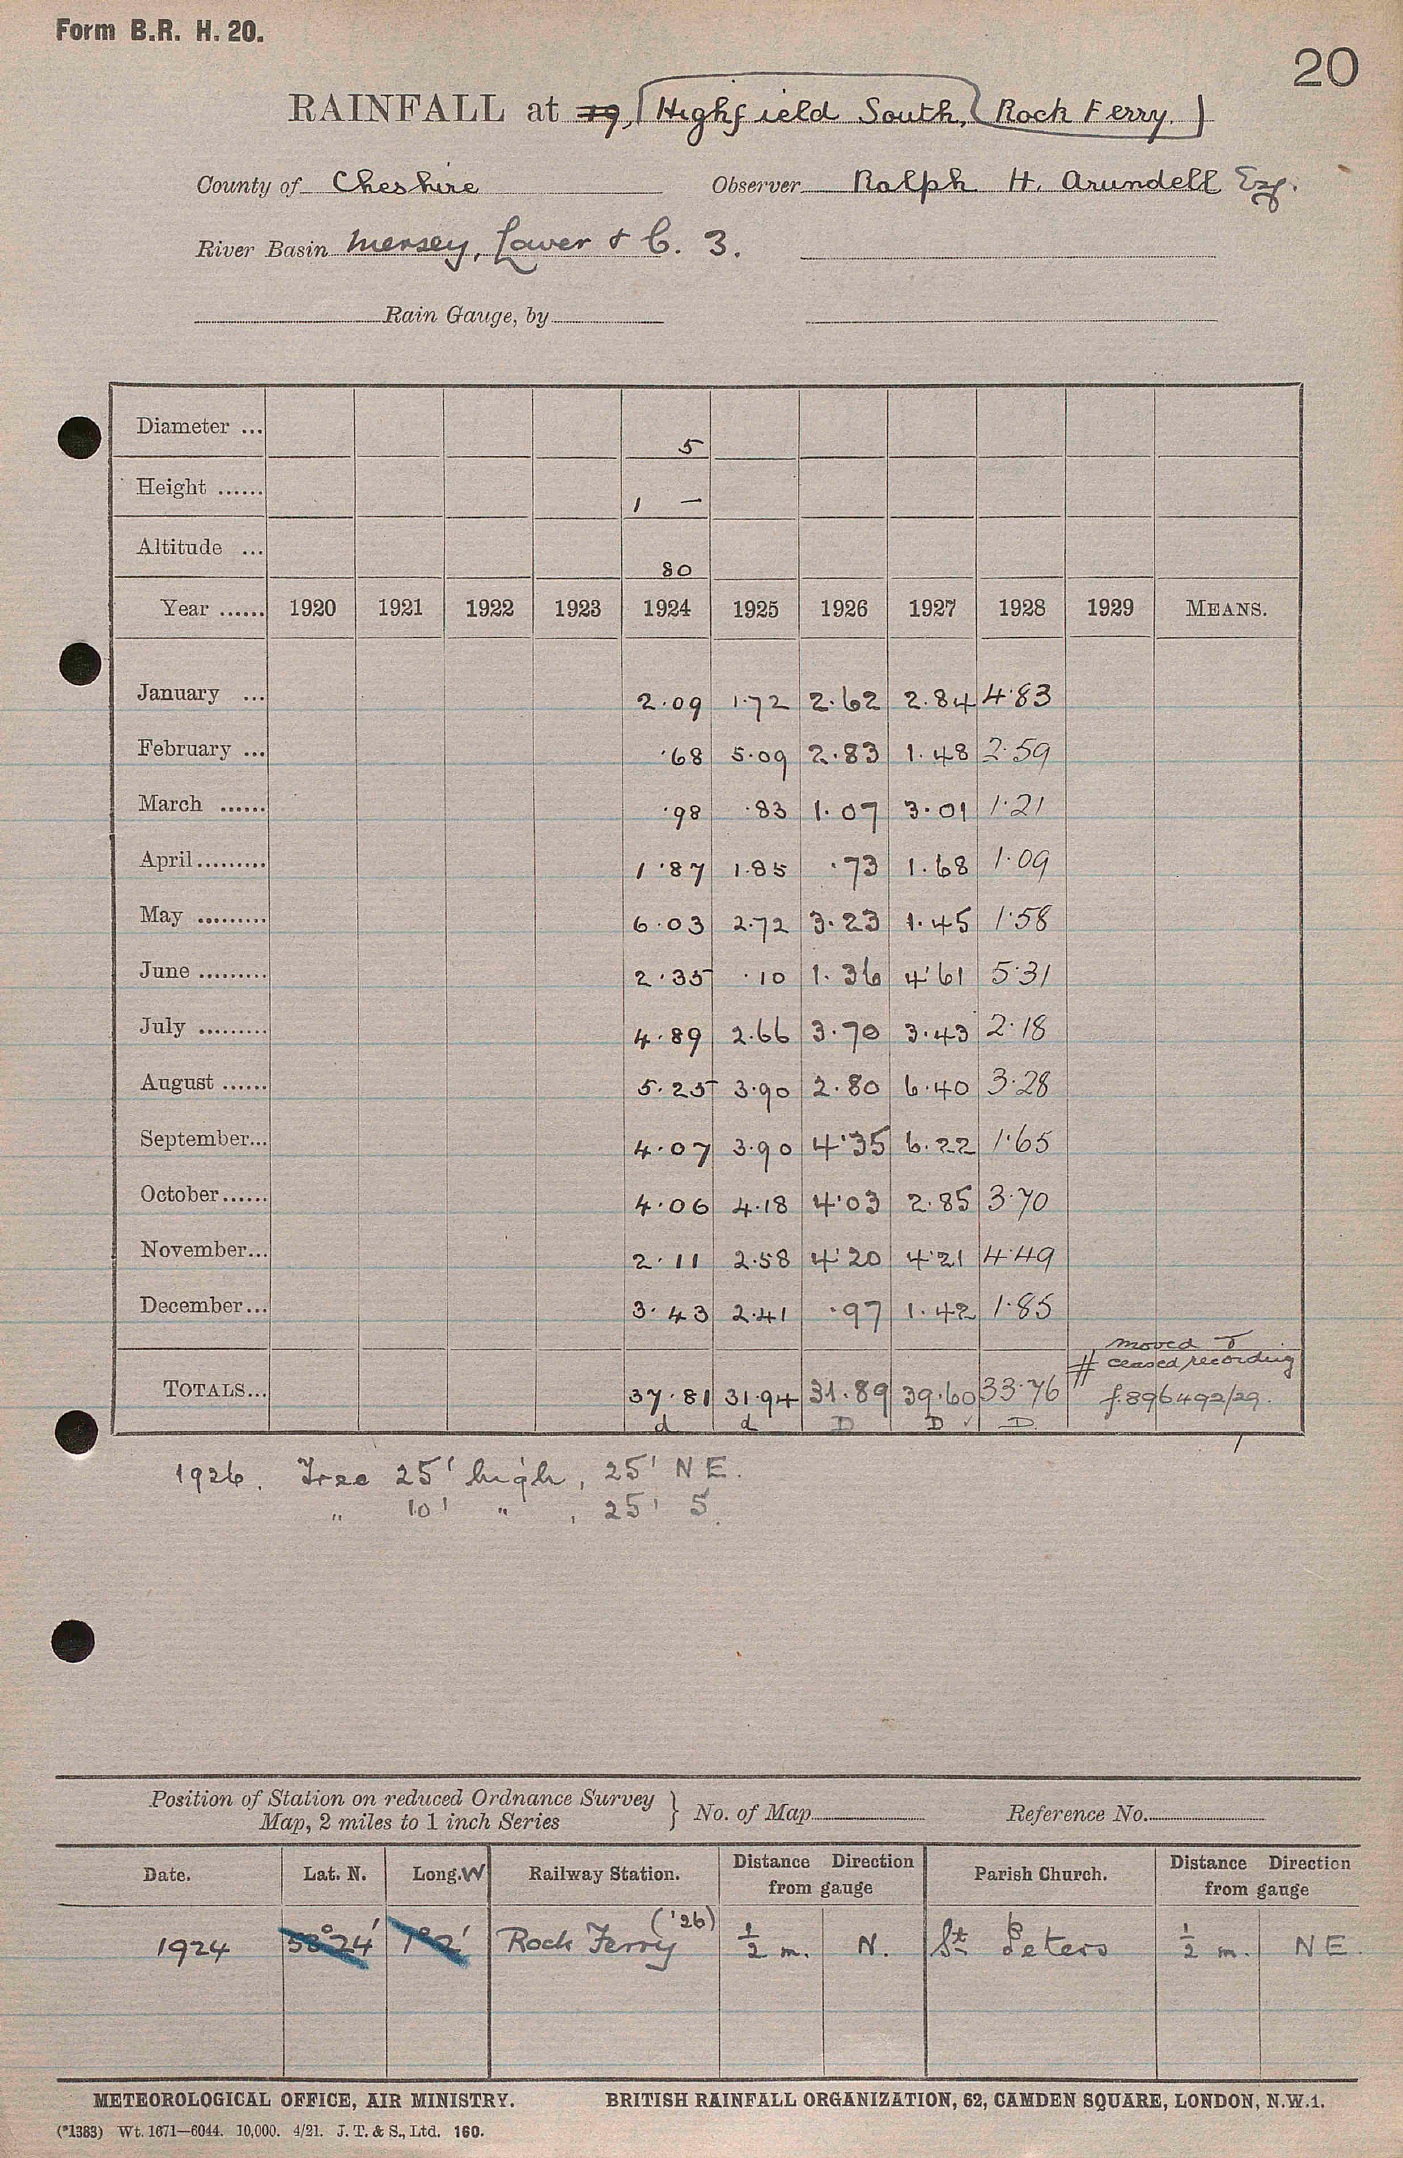 Form B.R. H. 20.
20
RAINFALL at 19, [Highfield South, (Rock Ferry.)]
County of Cheshire Observer Ralph H. Arundell Esq.
River Basin Mersey, Lower & C. 3.
Rain Gauge, by
Diameter ... 5
Height ...... 1 —
Altitude ... 80
Year ...... 1920 1921 1922 1923 1924 1925 1926 1927 1928 1929 MEANS.
January ... 2.09 1.72 2.62 2.84 4.83
February ... .68 5.09 2.83 1.48 2.59
March ...... .98 .83 1.07 3.01 1.21
April......... 1.87 1.85 .73 1.68 1.09
May ......... 6.03 2.72 3.23 1.45 1.58
June ......... 2.35 .10 1.36 4.61 5.31
July ......... 4.89 2.66 3.70 3.43 2.18
August ...... 5.25 3.90 2.80 6.40 3.28
September... 4.07 3.90 4.35 6.22 1.65
October...... 4.06 4.18 4.03 2.85 3.70
November... 2.11 2.58 4.20 4.21 4.49
December... 3.43 2.41 .97 1.42 1.85
moved &
# ceased recording
TOTALS... 37.81 31.94 31.89 39.60 33.76 f.896492/29.
d d D D ✓ D
1926. Tree 25' high, 25' NE.
" 10' " , 25' S.
Position of Station on reduced Ordnance Survey
Map, 2 miles to 1 inch Series } No. of Map Reference No.
Date. Lat. N. Long. W Railway Station. Distance Direction from gauge Parish Church. Distance Direction from gauge
1924 53° 24' 1° 2' Rock Ferry ('26) 1/2 m. N. St Peters 1/2 m. NE
METEOROLOGICAL OFFICE, AIR MINISTRY. BRITISH RAINFALL ORGANIZATION, 62, CAMDEN SQUARE, LONDON, N.W.1.
(*1383) Wt. 1671—6044. 10,000. 4/21. J. T. & S., Ltd. 160.